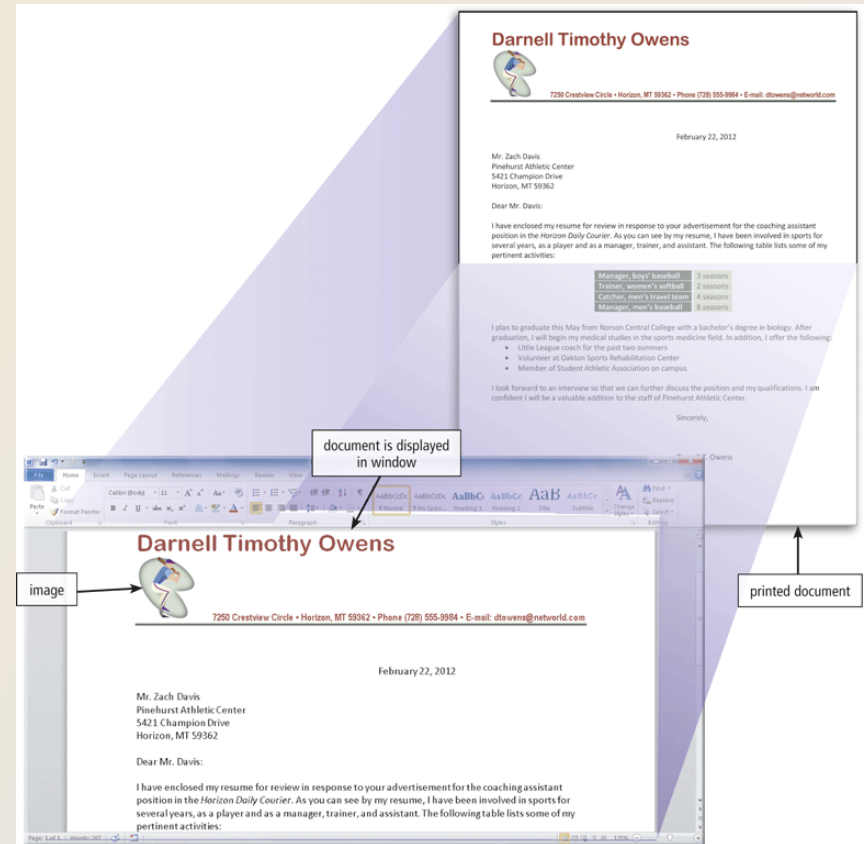 Darnell Timothy Owens
7250 Crestview Circle • Horizon, MT 59362 • Phone (728) 555-9984 • E-mail: dtowens@networld.com
February 22, 2012
Mr. Zach Davis
Pinehurst Athletic Center
5421 Champion Drive
Horizon, MT 59362
Dear Mr. Davis:
I have enclosed my resume for review in response to your advertisement for the coaching assistant
position in the Horizon Daily Courier. As you can see by my resume, I have been involved in sports for
several years, as a player and as a manager, trainer, and assistant. The following table lists some of my
pertinent activities:
Manager, boys' baseball 3 seasons
Trainer, women's softball 2 seasons
Catcher, men's travel team 4 seasons
Manager, men's baseball 8 seasons
I plan to graduate this May from Norson Central College with a bachelor's degree in biology. After
graduation, I will begin my medical studies in the sports medicine field. In addition, I offer the following:
• Little League coach for the past two summers
• Volunteer at Oakton Sports Rehabilitation Center
• Member of Student Athletic Association on campus
I look forward to an interview so that we can further discuss the position and my qualifications. I am
confident I will be a valuable addition to the staff of Pinehurst Athletic Center.
Sincerely,
Owens
printed document
document is displayed
in window
File Home Insert Page Layout References Mailings Review View
Paste Cut Copy Format Painter
Calibri (Body) 11
AaBbCcDc AaBbCcDc AaBbC AaBbCc AaB AaBbCc
¶ Normal ¶ No Spaci... Heading 1 Heading 2 Title Subtitle
Change Styles
Find Replace Select
Clipboard Font Paragraph Styles Editing
image
Darnell Timothy Owens
7250 Crestview Circle • Horizon, MT 59362 • Phone (728) 555-9984 • E-mail: dtowens@networld.com
February 22, 2012
Mr. Zach Davis
Pinehurst Athletic Center
5421 Champion Drive
Horizon, MT 59362
Dear Mr. Davis:
I have enclosed my resume for review in response to your advertisement for the coaching assistant
position in the Horizon Daily Courier. As you can see by my resume, I have been involved in sports for
several years, as a player and as a manager, trainer, and assistant. The following table lists some of my
pertinent activities:
Page: 1 of 1 Words: 165